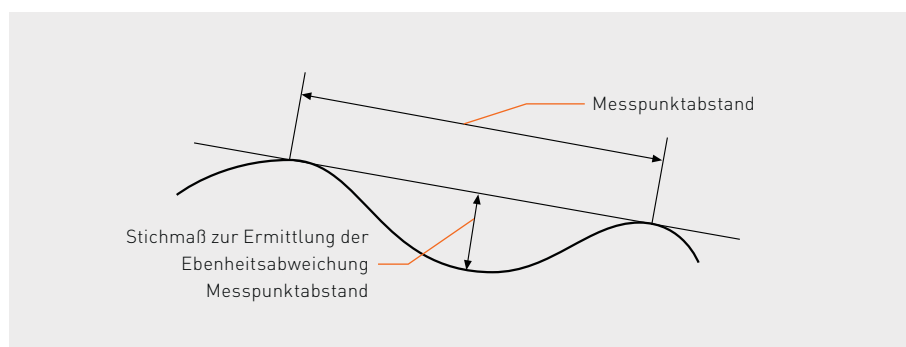 Messpunktabstand
Stichmaß zur Ermittlung der
Ebenheitsabweichung
Messpunktabstand